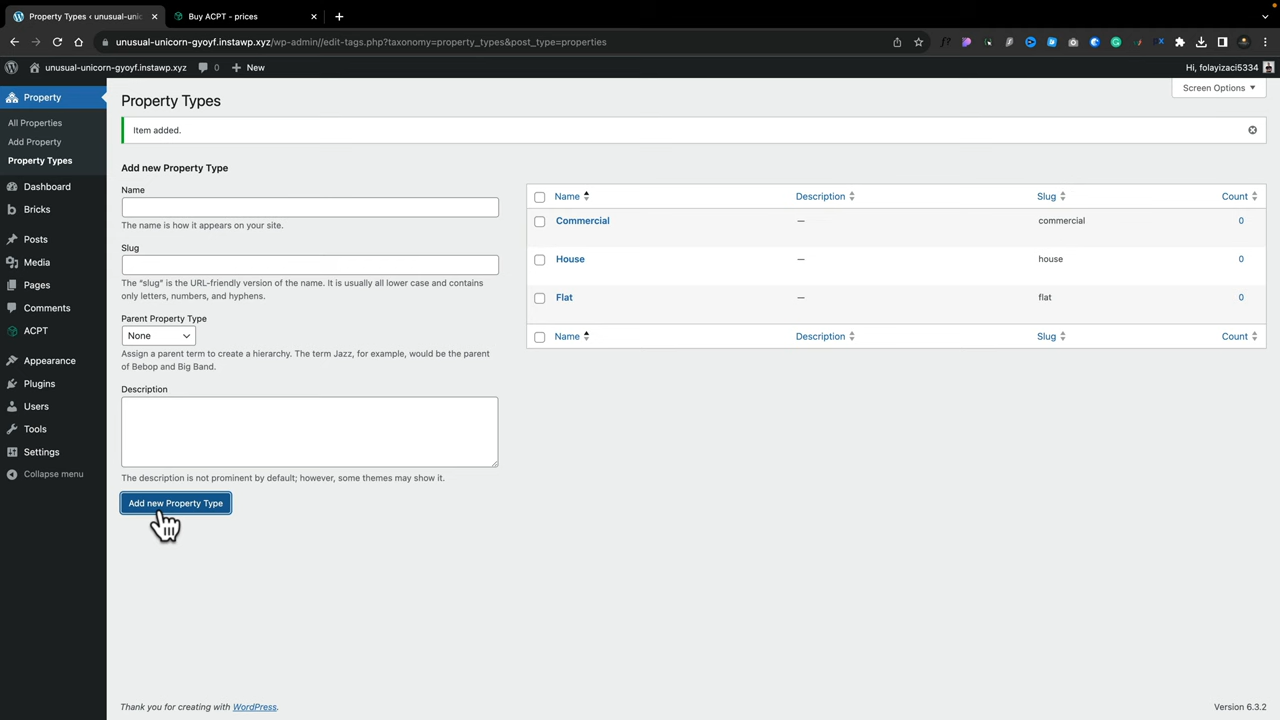 Property Types ‹ unusual-unic
Buy ACPT - prices
unusual-unicorn-gyoyf.instawp.xyz/wp-admin//edit-tags.php?taxonomy=property_types&post_type=properties
unusual-unicorn-gyoyf.instawp.xyz
0
New
Hi, folayizaci5334
Property
All Properties
Add Property
Property Types
Dashboard
Bricks
Posts
Media
Pages
Comments
ACPT
Appearance
Plugins
Users
Tools
Settings
Collapse menu
Property Types
Screen Options
Item added.
Add new Property Type
Name
The name is how it appears on your site.
Slug
The “slug” is the URL-friendly version of the name. It is usually all lower case and contains
only letters, numbers, and hyphens.
Parent Property Type
None
Assign a parent term to create a hierarchy. The term Jazz, for example, would be the parent
of Bebop and Big Band.
Description
The description is not prominent by default; however, some themes may show it.
Add new Property Type
Name Description Slug Count
Commercial — commercial 0
House — house 0
Flat — flat 0
Name Description Slug Count
Thank you for creating with WordPress.
Version 6.3.2